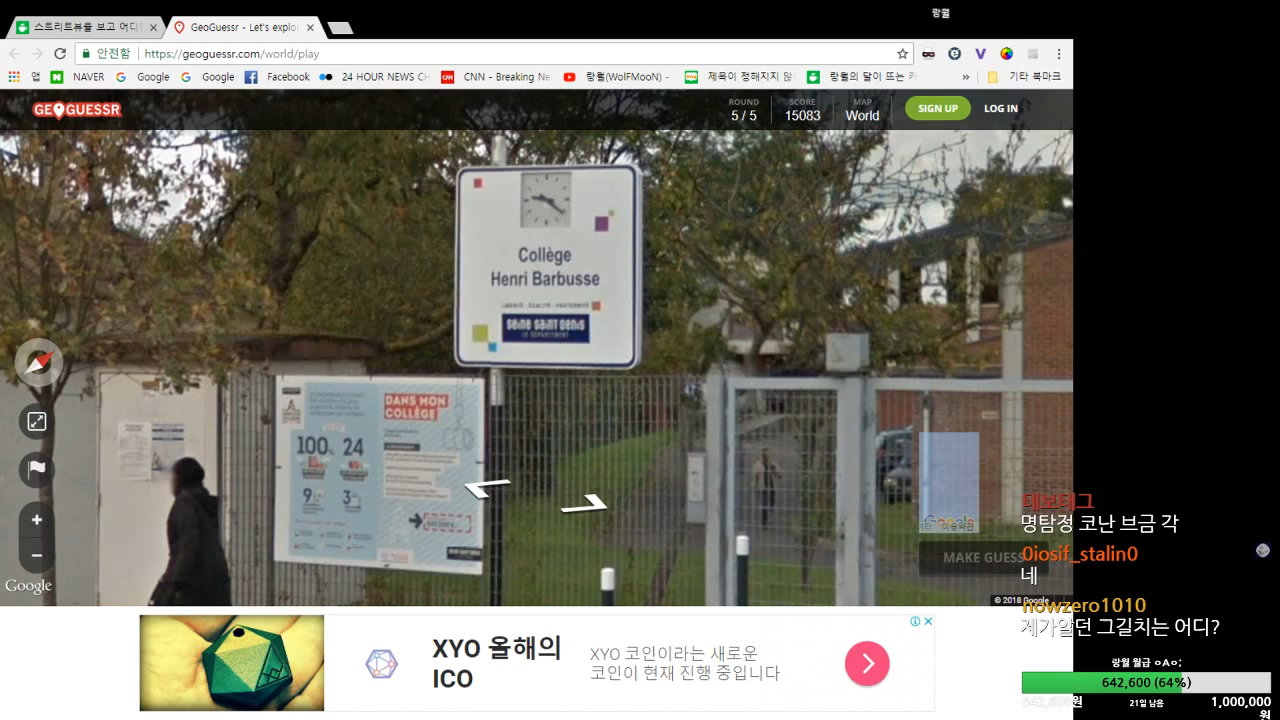 랑월
스트리트뷰를 보고 어디
GeoGuessr - Let's explor
안전함
https://geoguessr.com/world/play
앱
NAVER
Google
Google
Facebook
24 HOUR NEWS CH
CNN - Breaking Ne
랑월(WolFMooN) -
제목이 정해지지 않
랑월의 달이 뜨는 카
»
기타 북마크
GEOGUESSR
ROUND
5 / 5
SCORE
15083
MAP
World
SIGN UP
LOG IN
Collège
Henri Barbusse
LIBERTÉ - ÉGALITÉ - FRATERNITÉ
seine saint denis
LE DÉPARTEMENT
DANS MON
COLLÈGE
100%
24
9
3
Google
Google
MAKE GUESS
© 2018 Google
명탐정 코난 브금 각
0iosif_stalin0
네
nowzero1010
제가알던 그길치는 어디?
XYO 올해의
ICO
XYO 코인이라는 새로운
코인이 현재 진행 중입니다
랑월 월급 ㅇAㅇ;
642,600 (64%)
21일 남음
1,000,000
원